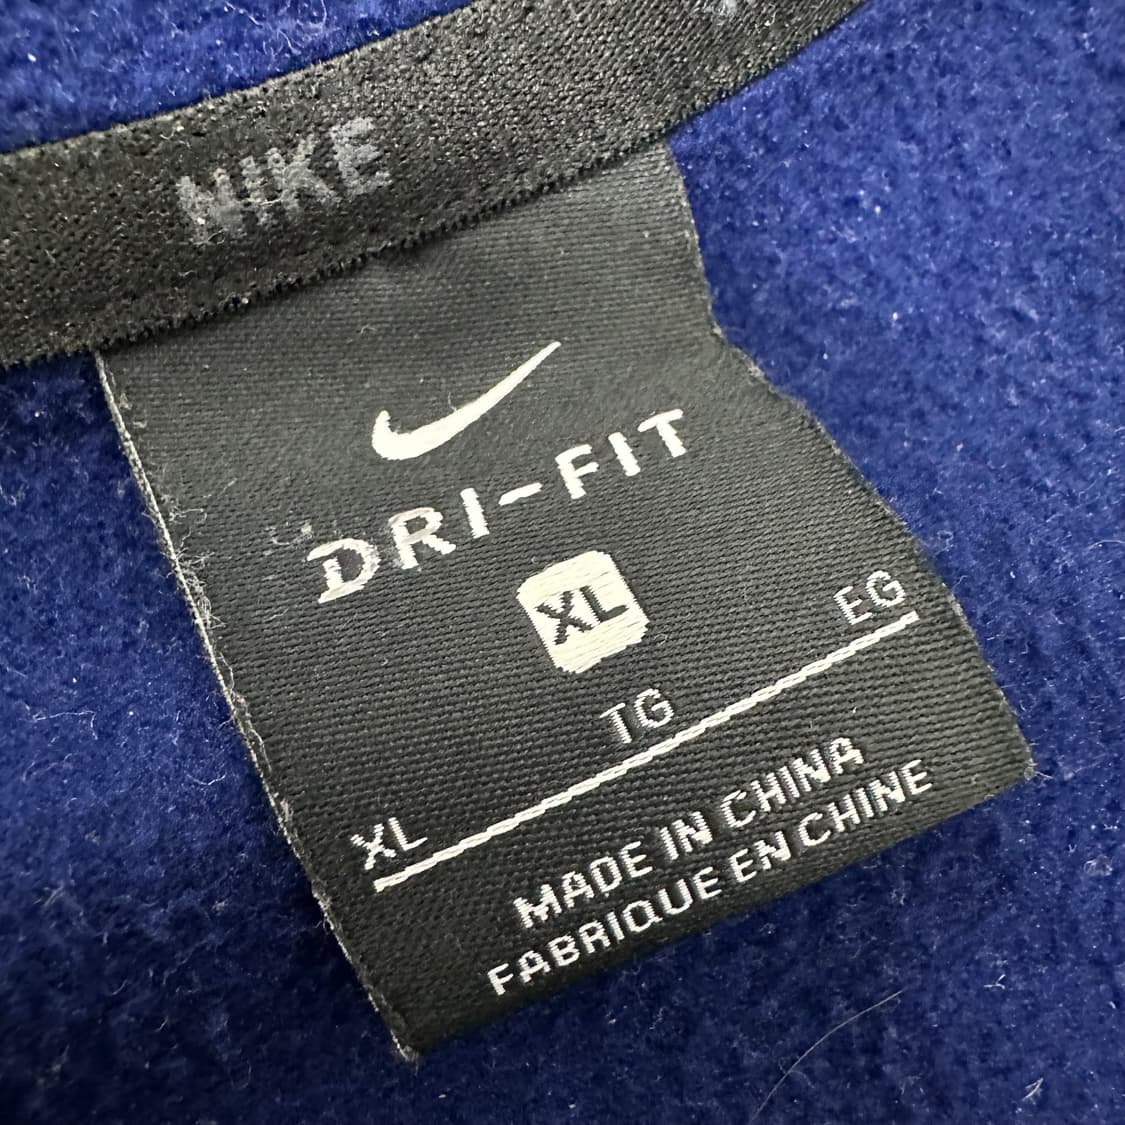 NIKE
DRI-FIT
XL
XL TG EG
MADE IN CHINA
FABRIQUE EN CHINE